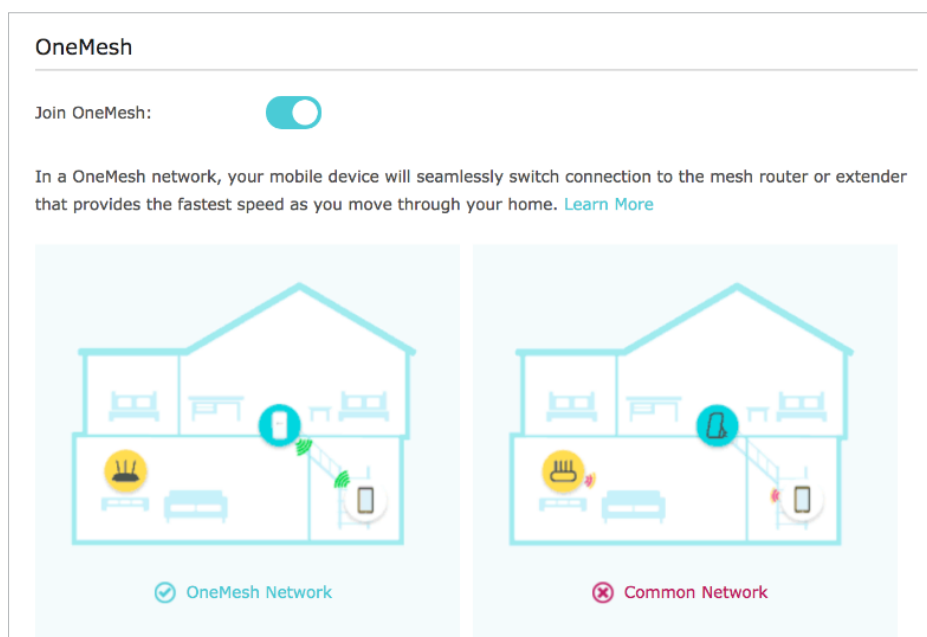 OneMesh
Join OneMesh:
In a OneMesh network, your mobile device will seamlessly switch connection to the mesh router or extender
that provides the fastest speed as you move through your home. Learn More
OneMesh Network
Common Network